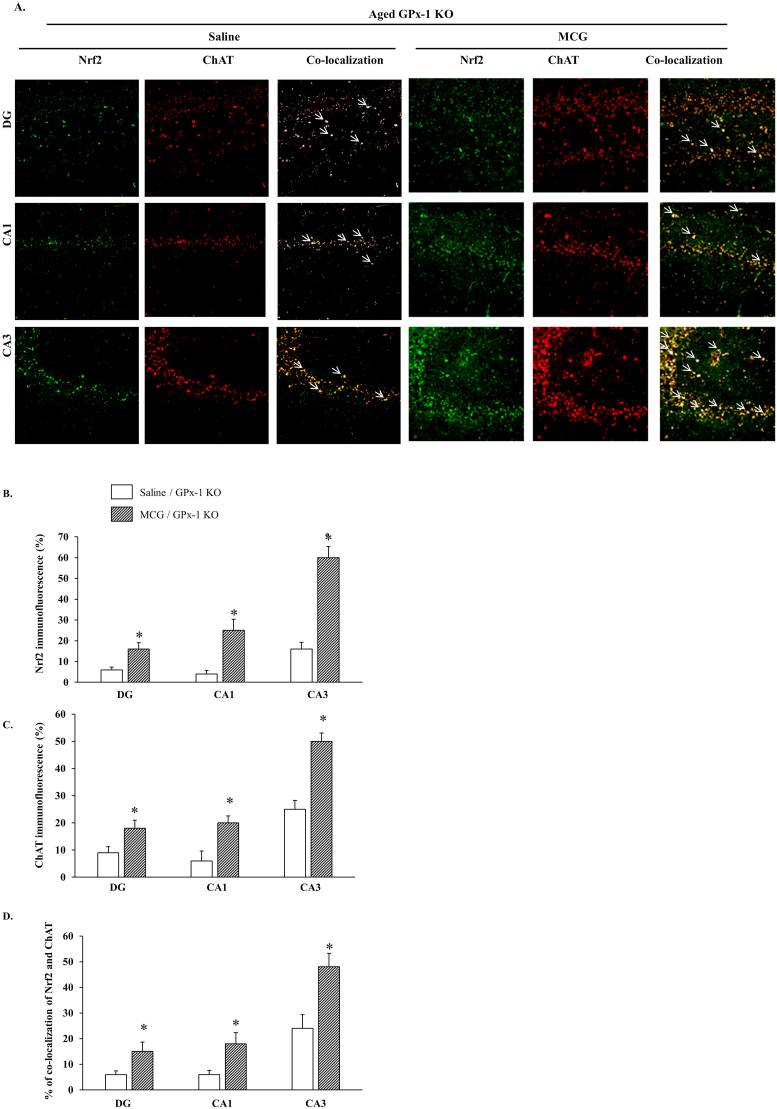 A.
Aged GPx-1 KO
Saline MCG
Nrf2 ChAT Co-localization Nrf2 ChAT Co-localization
DG
CA1
CA3
B.
Saline / GPx-1 KO
MCG / GPx-1 KO
Nrf2 immunofluorescence (%)
70
60
50
40
30
20
10
0
* * *
DG CA1 CA3
C.
ChAT immunofluorescence (%)
60
50
40
30
20
10
0
* * *
DG CA1 CA3
D.
% of co-localization of Nrf2 and ChAT
60
50
40
30
20
10
0
* * *
DG CA1 CA3